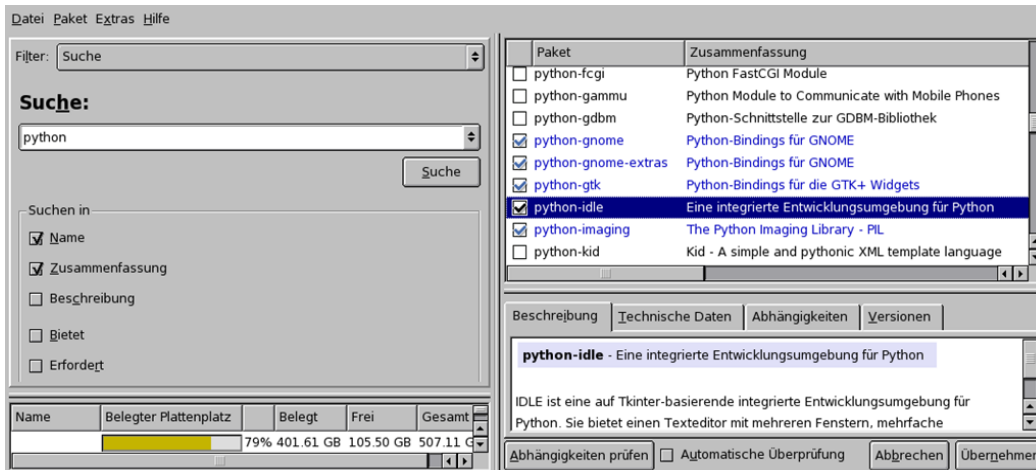 Datei Paket Extras Hilfe
Filter: Suche
Suche:
python
Suche
Suchen in
Name
Zusammenfassung
Beschreibung
Bietet
Erfordert
Name Belegter Plattenplatz Belegt Frei Gesamt
79% 401.61 GB 105.50 GB 507.11 G
Paket Zusammenfassung
python-fcgi Python FastCGI Module
python-gammu Python Module to Communicate with Mobile Phones
python-gdbm Python-Schnittstelle zur GDBM-Bibliothek
python-gnome Python-Bindings für GNOME
python-gnome-extras Python-Bindings für GNOME
python-gtk Python-Bindings für die GTK+ Widgets
python-idle Eine integrierte Entwicklungsumgebung für Python
python-imaging The Python Imaging Library - PIL
python-kid Kid - A simple and pythonic XML template language
Beschreibung Technische Daten Abhängigkeiten Versionen
python-idle - Eine integrierte Entwicklungsumgebung für Python
IDLE ist eine auf Tkinter-basierende integrierte Entwicklungsumgebung für
Python. Sie bietet einen Texteditor mit mehreren Fenstern, mehrfache
Abhängigkeiten prüfen Automatische Überprüfung Abbrechen Übernehmen